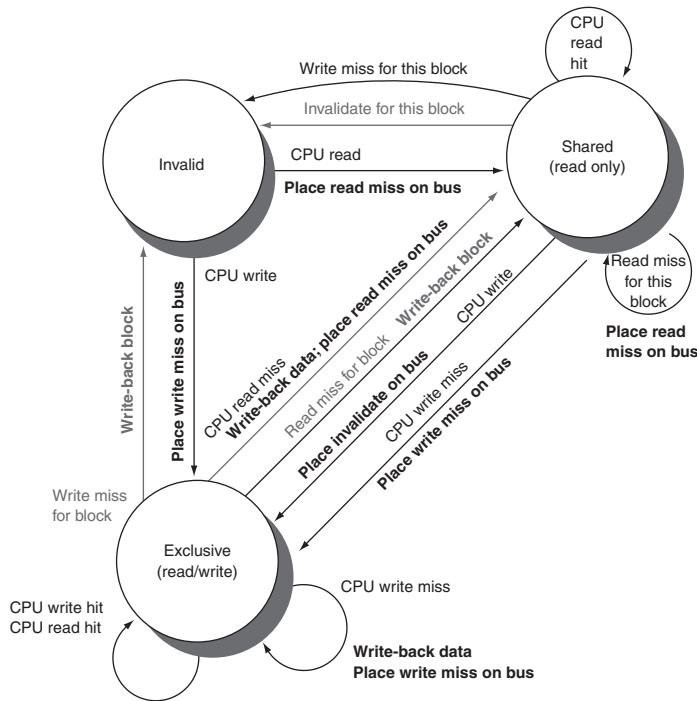 CPU
read
hit
Write miss for this block
Invalidate for this block
Invalid
CPU read
Place read miss on bus
Shared
(read only)
CPU write
Place write miss on bus
Write-back block
Write miss
for block
CPU read miss
Write-back data; place read miss on bus
Read miss for block
Write-back block
CPU write
Place invalidate on bus
CPU write miss
Place write miss on bus
Read miss
for this
block
Place read
miss on bus
Exclusive
(read/write)
CPU write hit
CPU read hit
CPU write miss
Write-back data
Place write miss on bus